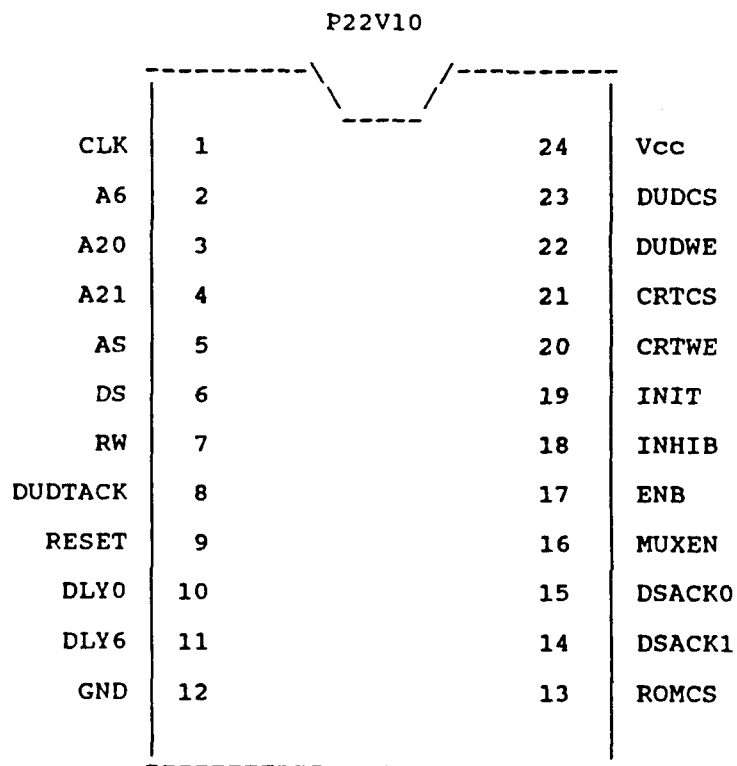 P22V10
CLK 1 24 Vcc
A6 2 23 DUDCS
A20 3 22 DUDWE
A21 4 21 CRTCS
AS 5 20 CRTWE
DS 6 19 INIT
RW 7 18 INHIB
DUDTACK 8 17 ENB
RESET 9 16 MUXEN
DLY0 10 15 DSACK0
DLY6 11 14 DSACK1
GND 12 13 ROMCS